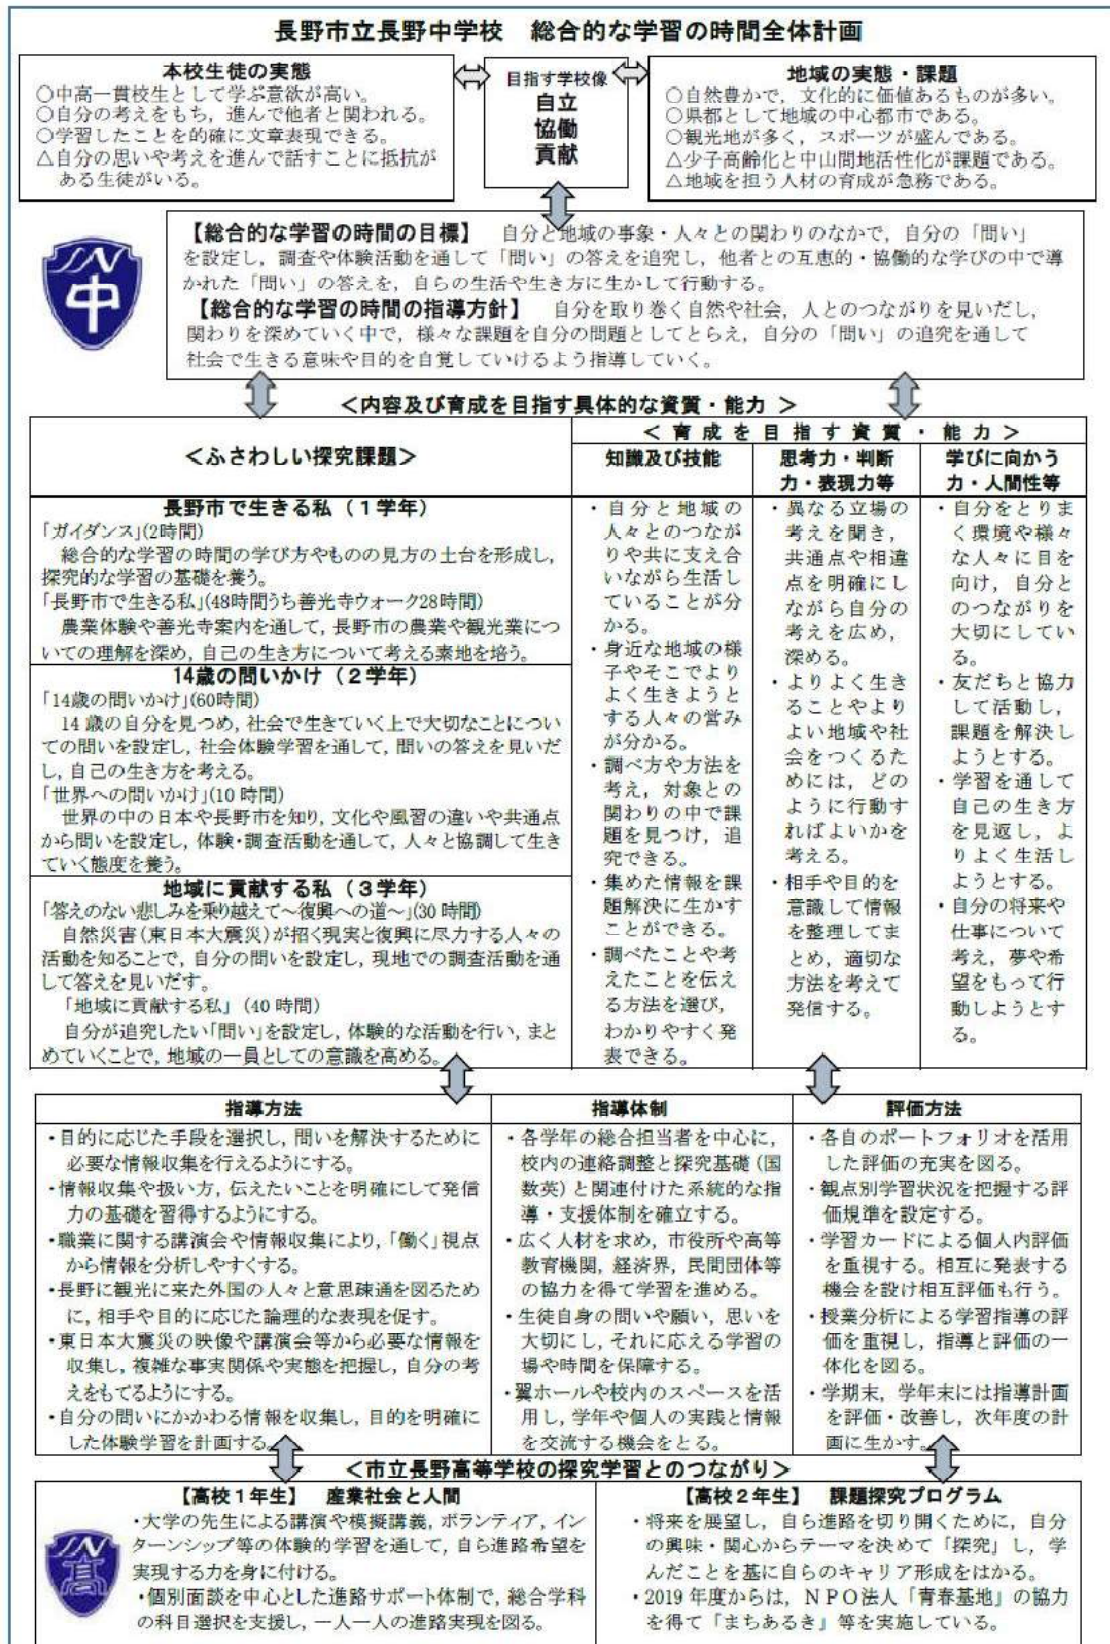 長野市立長野中学校 総合的な学習の時間全体計画
本校生徒の実態
○中高一貫校生として学ぶ意欲が高い。
○自分の考えをもち，進んで他者と関われる。
○学習したことを的確に文章表現できる。
△自分の思いや考えを進んで話すことに抵抗が
ある生徒がいる。
目指す学校像
自立
協働
貢献
地域の実態・課題
○自然豊かで，文化的に価値あるものが多い。
○県都として地域の中心都市である。
○観光地が多く，スポーツが盛んである。
△少子高齢化と中山間地活性化が課題である。
△地域を担う人材の育成が急務である。
中
【総合的な学習の時間の目標】 自分と地域の事象・人々との関わりのなかで，自分の「問い」
を設定し，調査や体験活動を通して「問い」の答えを追究し，他者との互恵的・協働的な学びの中で導
かれた「問い」の答えを，自らの生活や生き方に生かして行動する。
【総合的な学習の時間の指導方針】 自分を取り巻く自然や社会，人とのつながりを見いだし，
関わりを深めていく中で，様々な課題を自分の問題としてとらえ，自分の「問い」の追究を通して
社会で生きる意味や目的を自覚していけるよう指導していく。
＜内容及び育成を目指す具体的な資質・能力 ＞
＜ふさわしい探究課題＞
長野市で生きる私（１学年）
「ガイダンス」(2時間)
総合的な学習の時間の学び方やものの見方の土台を形成し，
探究的な学習の基礎を養う。
「長野市で生きる私」(48時間うち善光寺ウォーク28時間)
農業体験や善光寺案内を通して，長野市の農業や観光業につ
いての理解を深め，自己の生き方について考える素地を培う。
14歳の問いかけ（２学年）
「14歳の問いかけ」(60時間)
14 歳の自分を見つめ，社会で生きていく上で大切なことについ
ての問いを設定し，社会体験学習を通して，問いの答えを見いだ
し，自己の生き方を考える。
「世界への問いかけ」(10 時間)
世界の中の日本や長野市を知り，文化や風習の違いや共通点
から問いを設定し，体験・調査活動を通して，人々と協調して生き
ていく態度を養う。
地域に貢献する私（３学年）
「答えのない悲しみを乗り越えて～復興への道～」(30 時間)
自然災害（東日本大震災）が招く現実と復興に尽力する人々の
活動を知ることで，自分の問いを設定し，現地での調査活動を通
して答えを見いだす。
「地域に貢献する私」（40 時間）
自分が追究したい「問い」を設定し，体験的な活動を行い，まと
めていくことで，地域の一員としての意識を高める。
＜ 育 成 を 目 指 す 資 質 ・ 能 力 ＞
知識及び技能
・自分と地域の
人々とのつなが
りや共に支え合
いながら生活し
ていることが分
かる。
・身近な地域の様
子やそこでより
よく生きようと
する人々の営み
が分かる。
・調べ方や方法を
考え，対象との
関わりの中で課
題を見つけ，追
究できる。
・集めた情報を課
題解決に生かす
ことができる。
・調べたことや考
えたことを伝え
る方法を選び，
わかりやすく発
表できる。
思考力・判断
力・表現力等
・異なる立場の
考えを聞き，
共通点や相違
点を明確にし
ながら自分の
考えを広め，
深める。
・よりよく生き
ることやより
よい地域や社
会をつくるた
めには，どの
ように行動す
ればよいかを
考える。
・相手や目的を
意識して情報
を整理してま
とめ，適切な
方法を考えて
発信する。
学びに向かう
力・人間性等
・自分をとりま
く環境や様々
な人々に目を
向け，自分と
のつながりを
大切にしてい
る。
・友だちと協力
して活動し，
課題を解決し
ようとする。
・学習を通して
自己の生き方
を見返し，よ
りよく生活し
ようとする。
・自分の将来や
仕事について
考え，夢や希
望をもって行
動しようとす
る。
指導方法
・目的に応じた手段を選択し，問いを解決するために
必要な情報収集を行えるようにする。
・情報収集や扱い方，伝えたいことを明確にして発信
力の基礎を習得するようにする。
・職業に関する講演会や情報収集により，「働く」視点
から情報を分析しやすくする。
・長野に観光に来た外国の人々と意思疎通を図るため
に，相手や目的に応じた論理的な表現を促す。
・東日本大震災の映像や講演会等から必要な情報を
収集し，複雑な事実関係や実態を把握し，自分の考
えをもてるようにする。
・自分の問いにかかわる情報を収集し，目的を明確に
した体験学習を計画する。
指導体制
・各学年の総合担当者を中心に，
校内の連絡調整と探究基礎（国
数英）と関連付けた系統的な指
導・支援体制を確立する。
・広く人材を求め，市役所や高等
教育機関，経済界，民間団体等
の協力を得て学習を進める。
・生徒自身の問いや願い，思いを
大切にし，それに応える学習の
場や時間を保障する。
・翼ホールや校内のスペースを活
用し，学年や個人の実践と情報
を交流する機会をとる。
評価方法
・各自のポートフォリオを活用
した評価の充実を図る。
・観点別学習状況を把握する評
価規準を設定する。
・学習カードによる個人内評価
を重視する。相互に発表する
機会を設け相互評価も行う。
・授業分析による学習指導の評
価を重視し，指導と評価の一
体化を図る。
・学期末，学年末には指導計画
を評価・改善し，次年度の計
画に生かす。
＜市立長野高等学校の探究学習とのつながり＞
髙
【高校１年生】 産業社会と人間
・大学の先生による講演や模擬講義，ボランティア，イン
ターンシップ等の体験的学習を通して，自ら進路希望を
実現する力を身に付ける。
・個別面談を中心とした進路サポート体制で，総合学科
の科目選択を支援し，一人一人の進路実現を図る。
【高校２年生】 課題探究プログラム
・将来を展望し，自ら進路を切り開くために，自分
の興味・関心からテーマを決めて「探究」し，学
んだことを基に自らのキャリア形成をはかる。
・2019 年度からは，ＮＰＯ法人「青春基地」の協力
を得て「まちあるき」等を実施している。